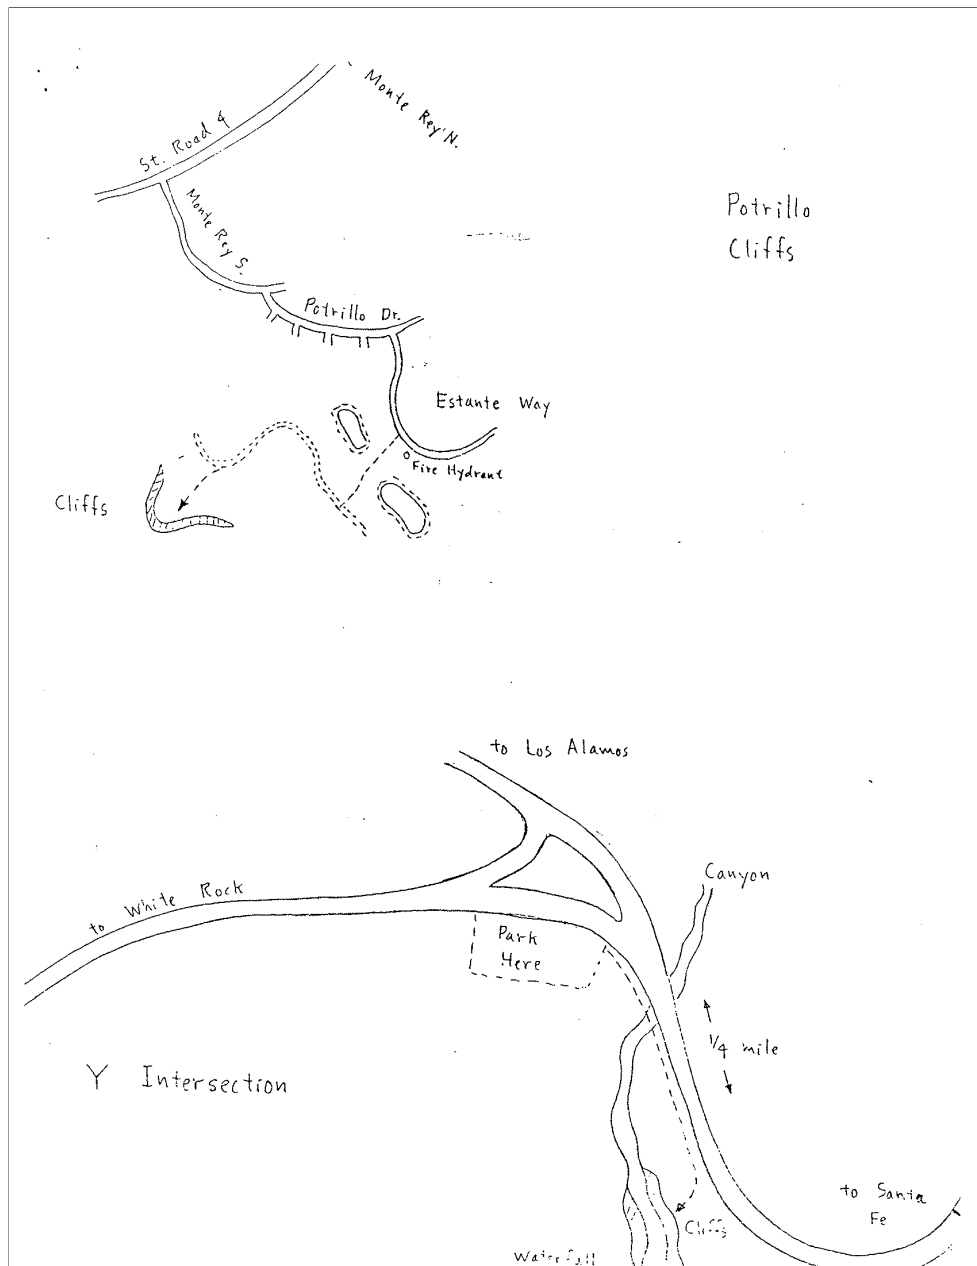 Monte Rey N.
St. Road 4
Monte Rey S.
Potrillo
Cliffs
Potrillo Dr.
Estante Way
Fire Hydrant
Cliffs
to Los Alamos
Canyon
to White Rock
Park
Here
1/4 mile
Y Intersection
to Santa
Fe
Cliffs
Waterfall